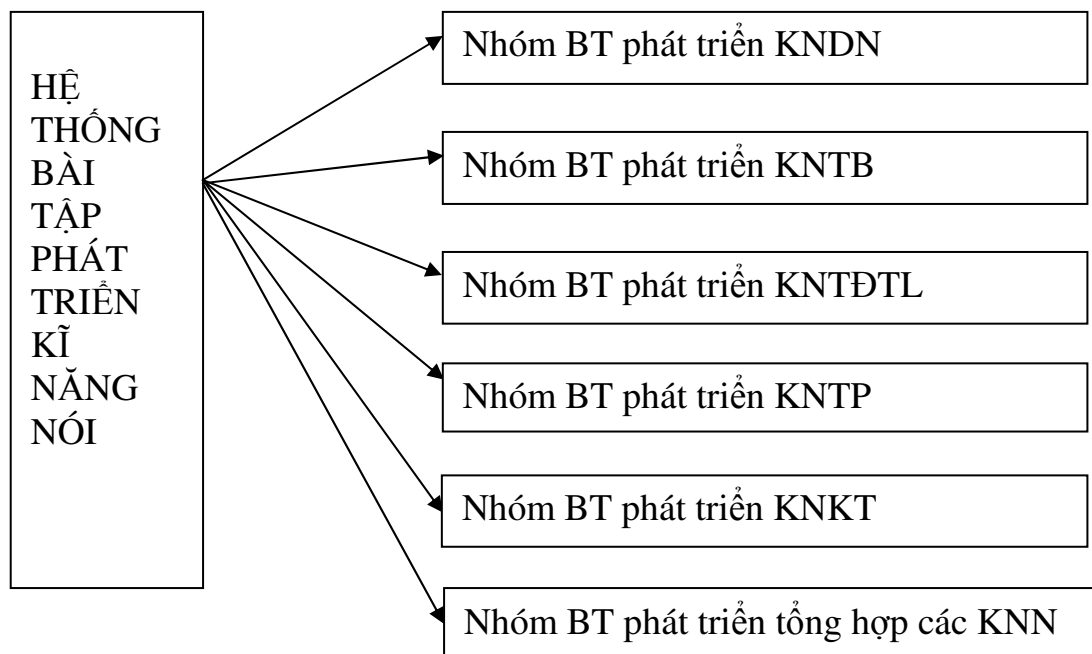 HỆ
THỐNG
BÀI
TẬP
PHÁT
TRIỂN
KĨ
NĂNG
NÓI
Nhóm BT phát triển KNDN
Nhóm BT phát triển KNTB
Nhóm BT phát triển KNTĐTL
Nhóm BT phát triển KNTP
Nhóm BT phát triển KNKT
Nhóm BT phát triển tổng hợp các KNN